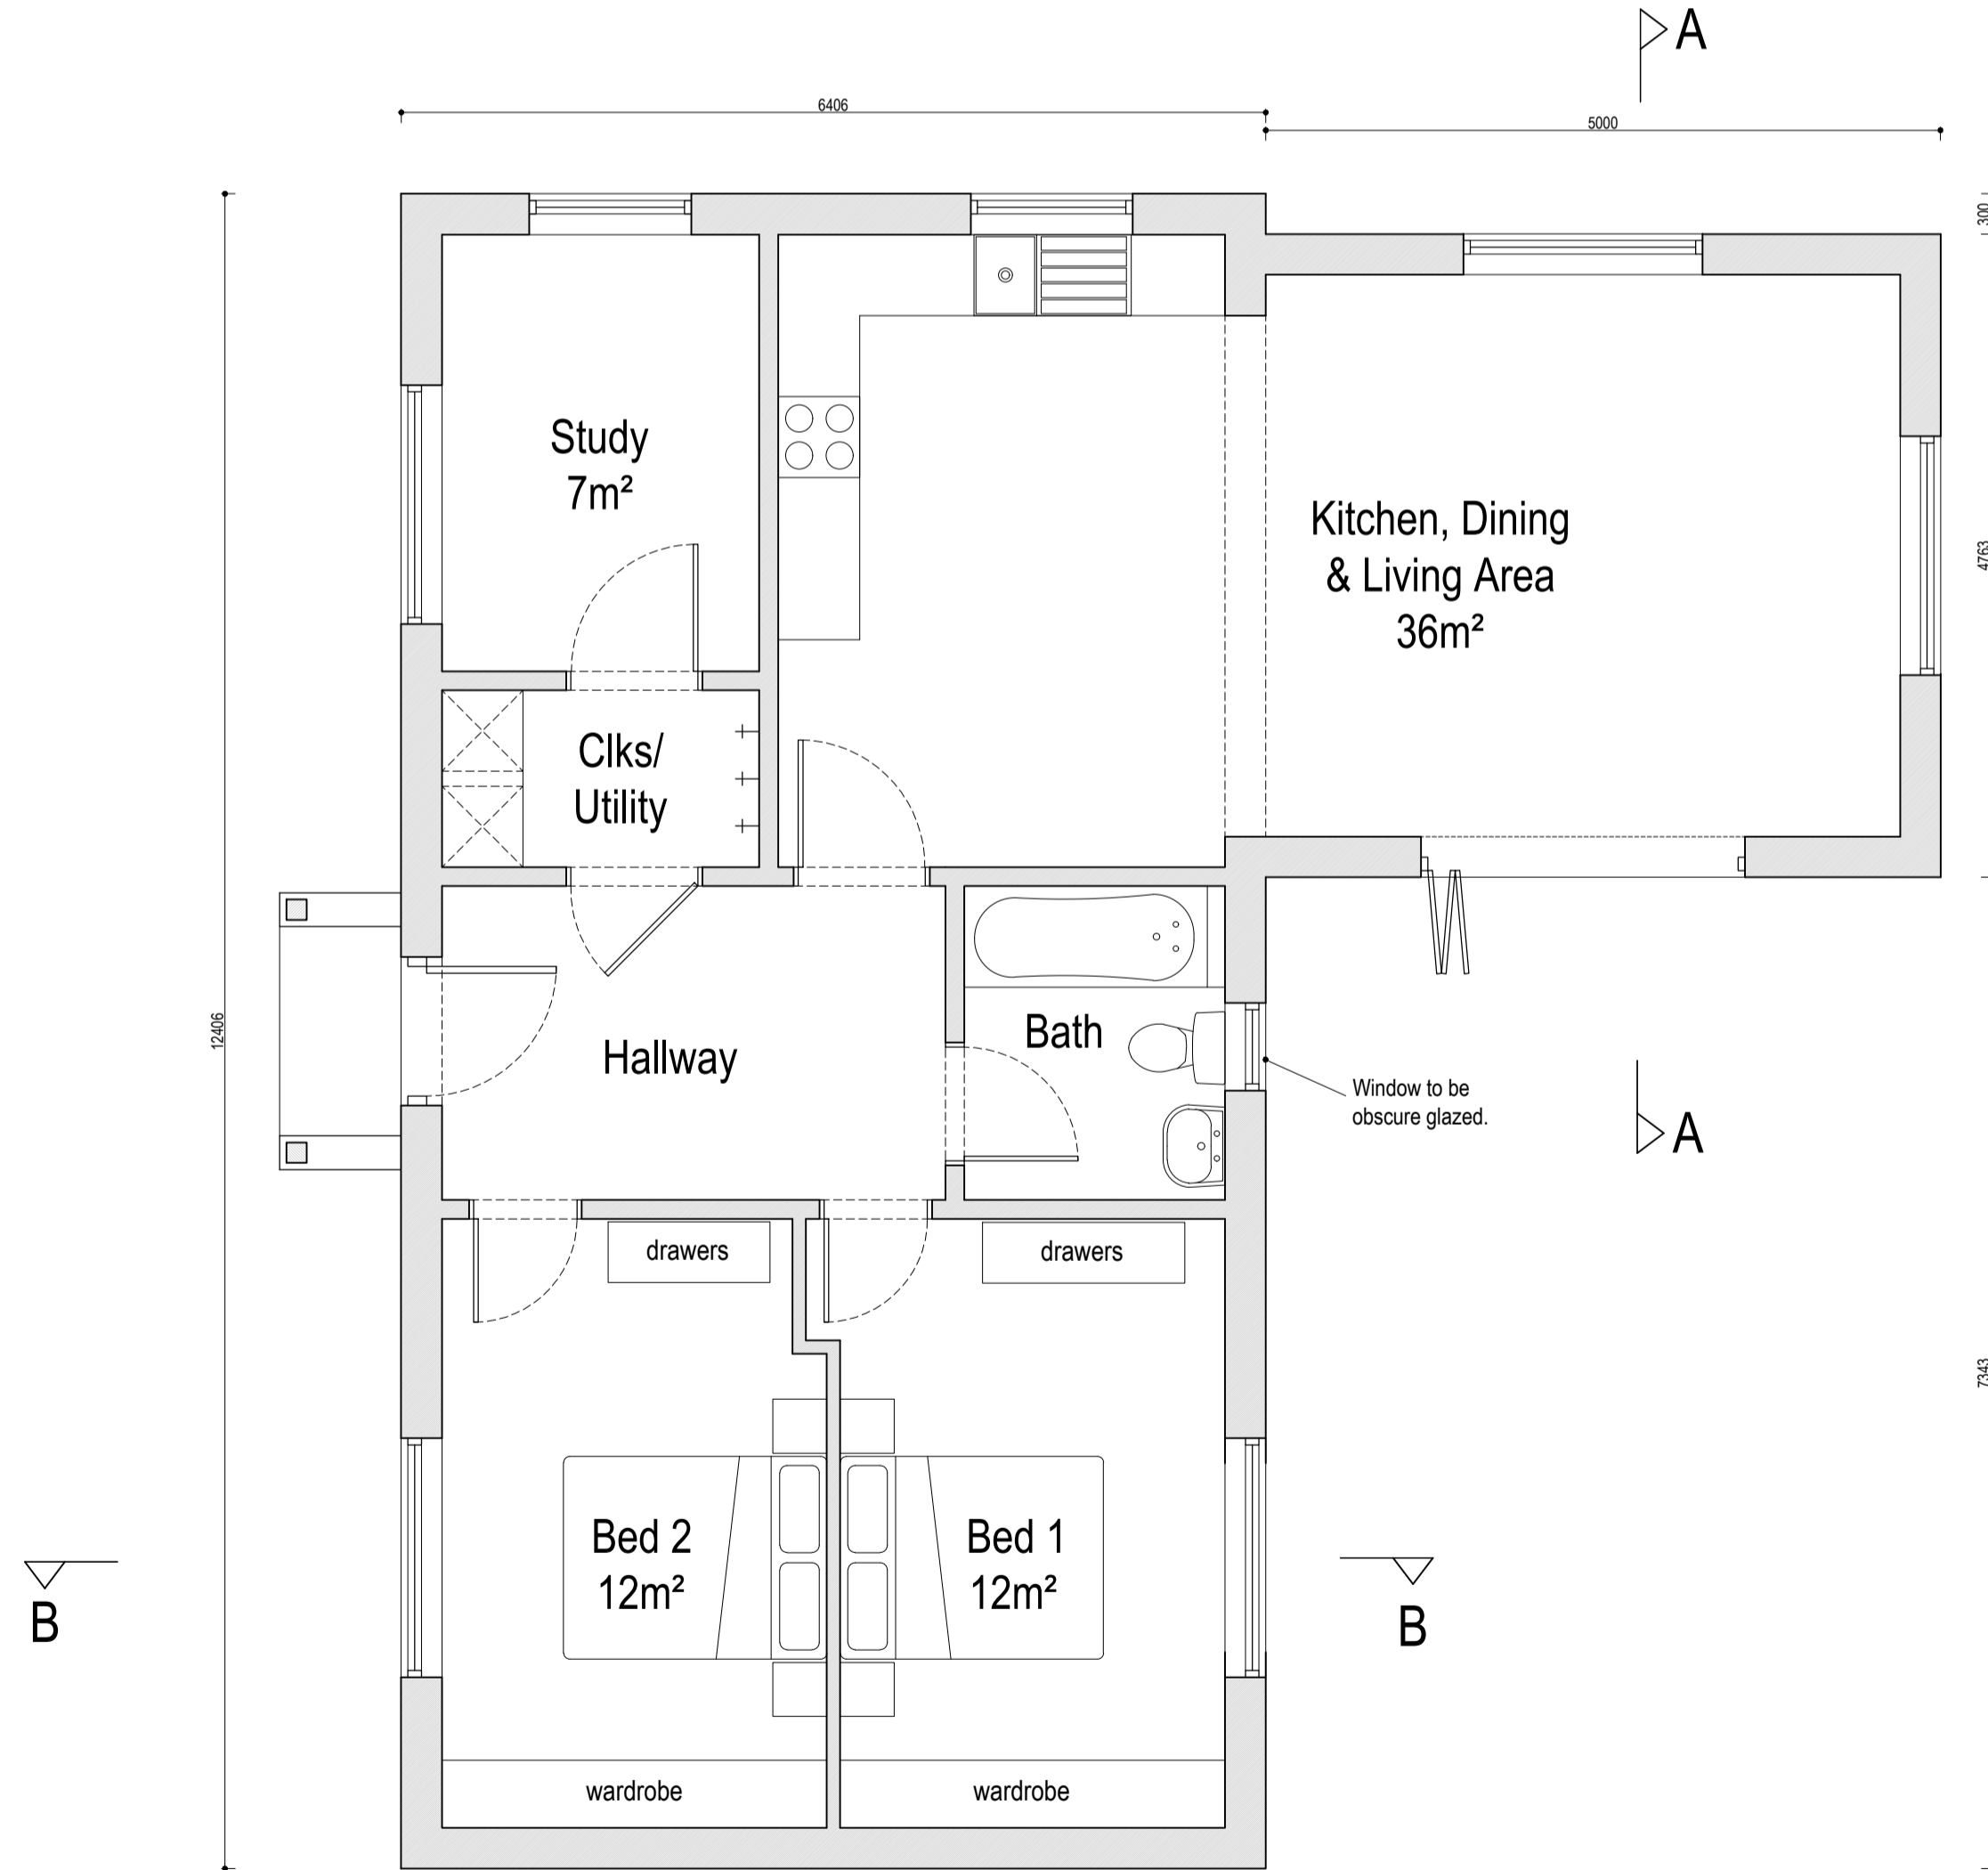 A
6406
5000
300
Study
7m²
Kitchen, Dining
& Living Area
36m²
4763
Clks/
Utility
12406
Hallway
Bath
Window to be
obscure glazed.
A
drawers
drawers
7343
Bed 2
12m²
Bed 1
12m²
B
B
wardrobe
wardrobe